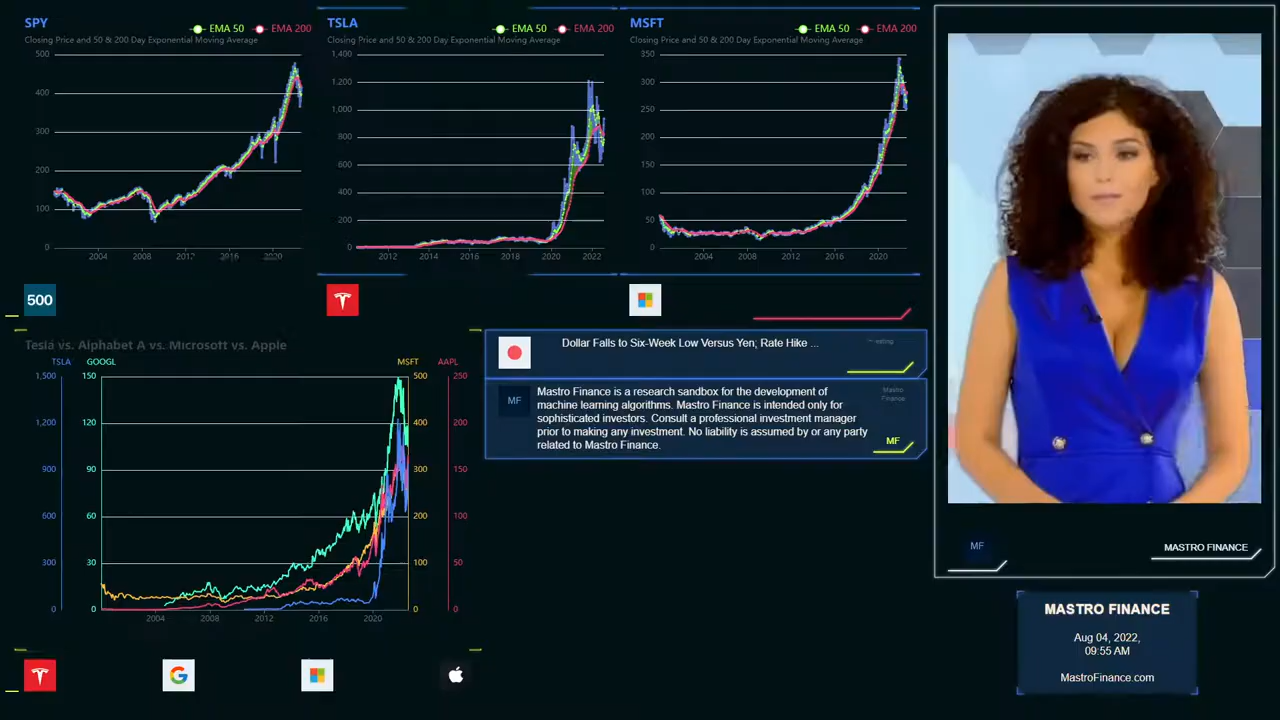 SPY
EMA 50 EMA 200
Closing Price and 50 & 200 Day Exponential Moving Average
500
400
300
200
100
0
2004 2008 2012 2016 2020
500
TSLA
EMA 50 EMA 200
Closing Price and 50 & 200 Day Exponential Moving Average
1,400
1,200
1,000
800
600
400
200
0
2012 2014 2016 2018 2020 2022
MSFT
EMA 50 EMA 200
Closing Price and 50 & 200 Day Exponential Moving Average
350
300
250
200
150
100
50
0
2004 2008 2012 2016 2020
Tesla vs. Alphabet A vs. Microsoft vs. Apple
TSLA GOOGL MSFT AAPL
1,500 150 500 250
1,200 120 400 200
900 90 300 150
600 60 200 100
300 30 100 50
0 0 0 0
2004 2008 2012 2016 2020
Dollar Falls to Six-Week Low Versus Yen; Rate Hike ...
MF
Mastro Finance is a research sandbox for the development of
machine learning algorithms. Mastro Finance is intended only for
sophisticated investors. Consult a professional investment manager
prior to making any investment. No liability is assumed by or any party
related to Mastro Finance.
Mastro
Finance
MF
MF
MASTRO FINANCE
MASTRO FINANCE
Aug 04, 2022,
09:55 AM
MastroFinance.com